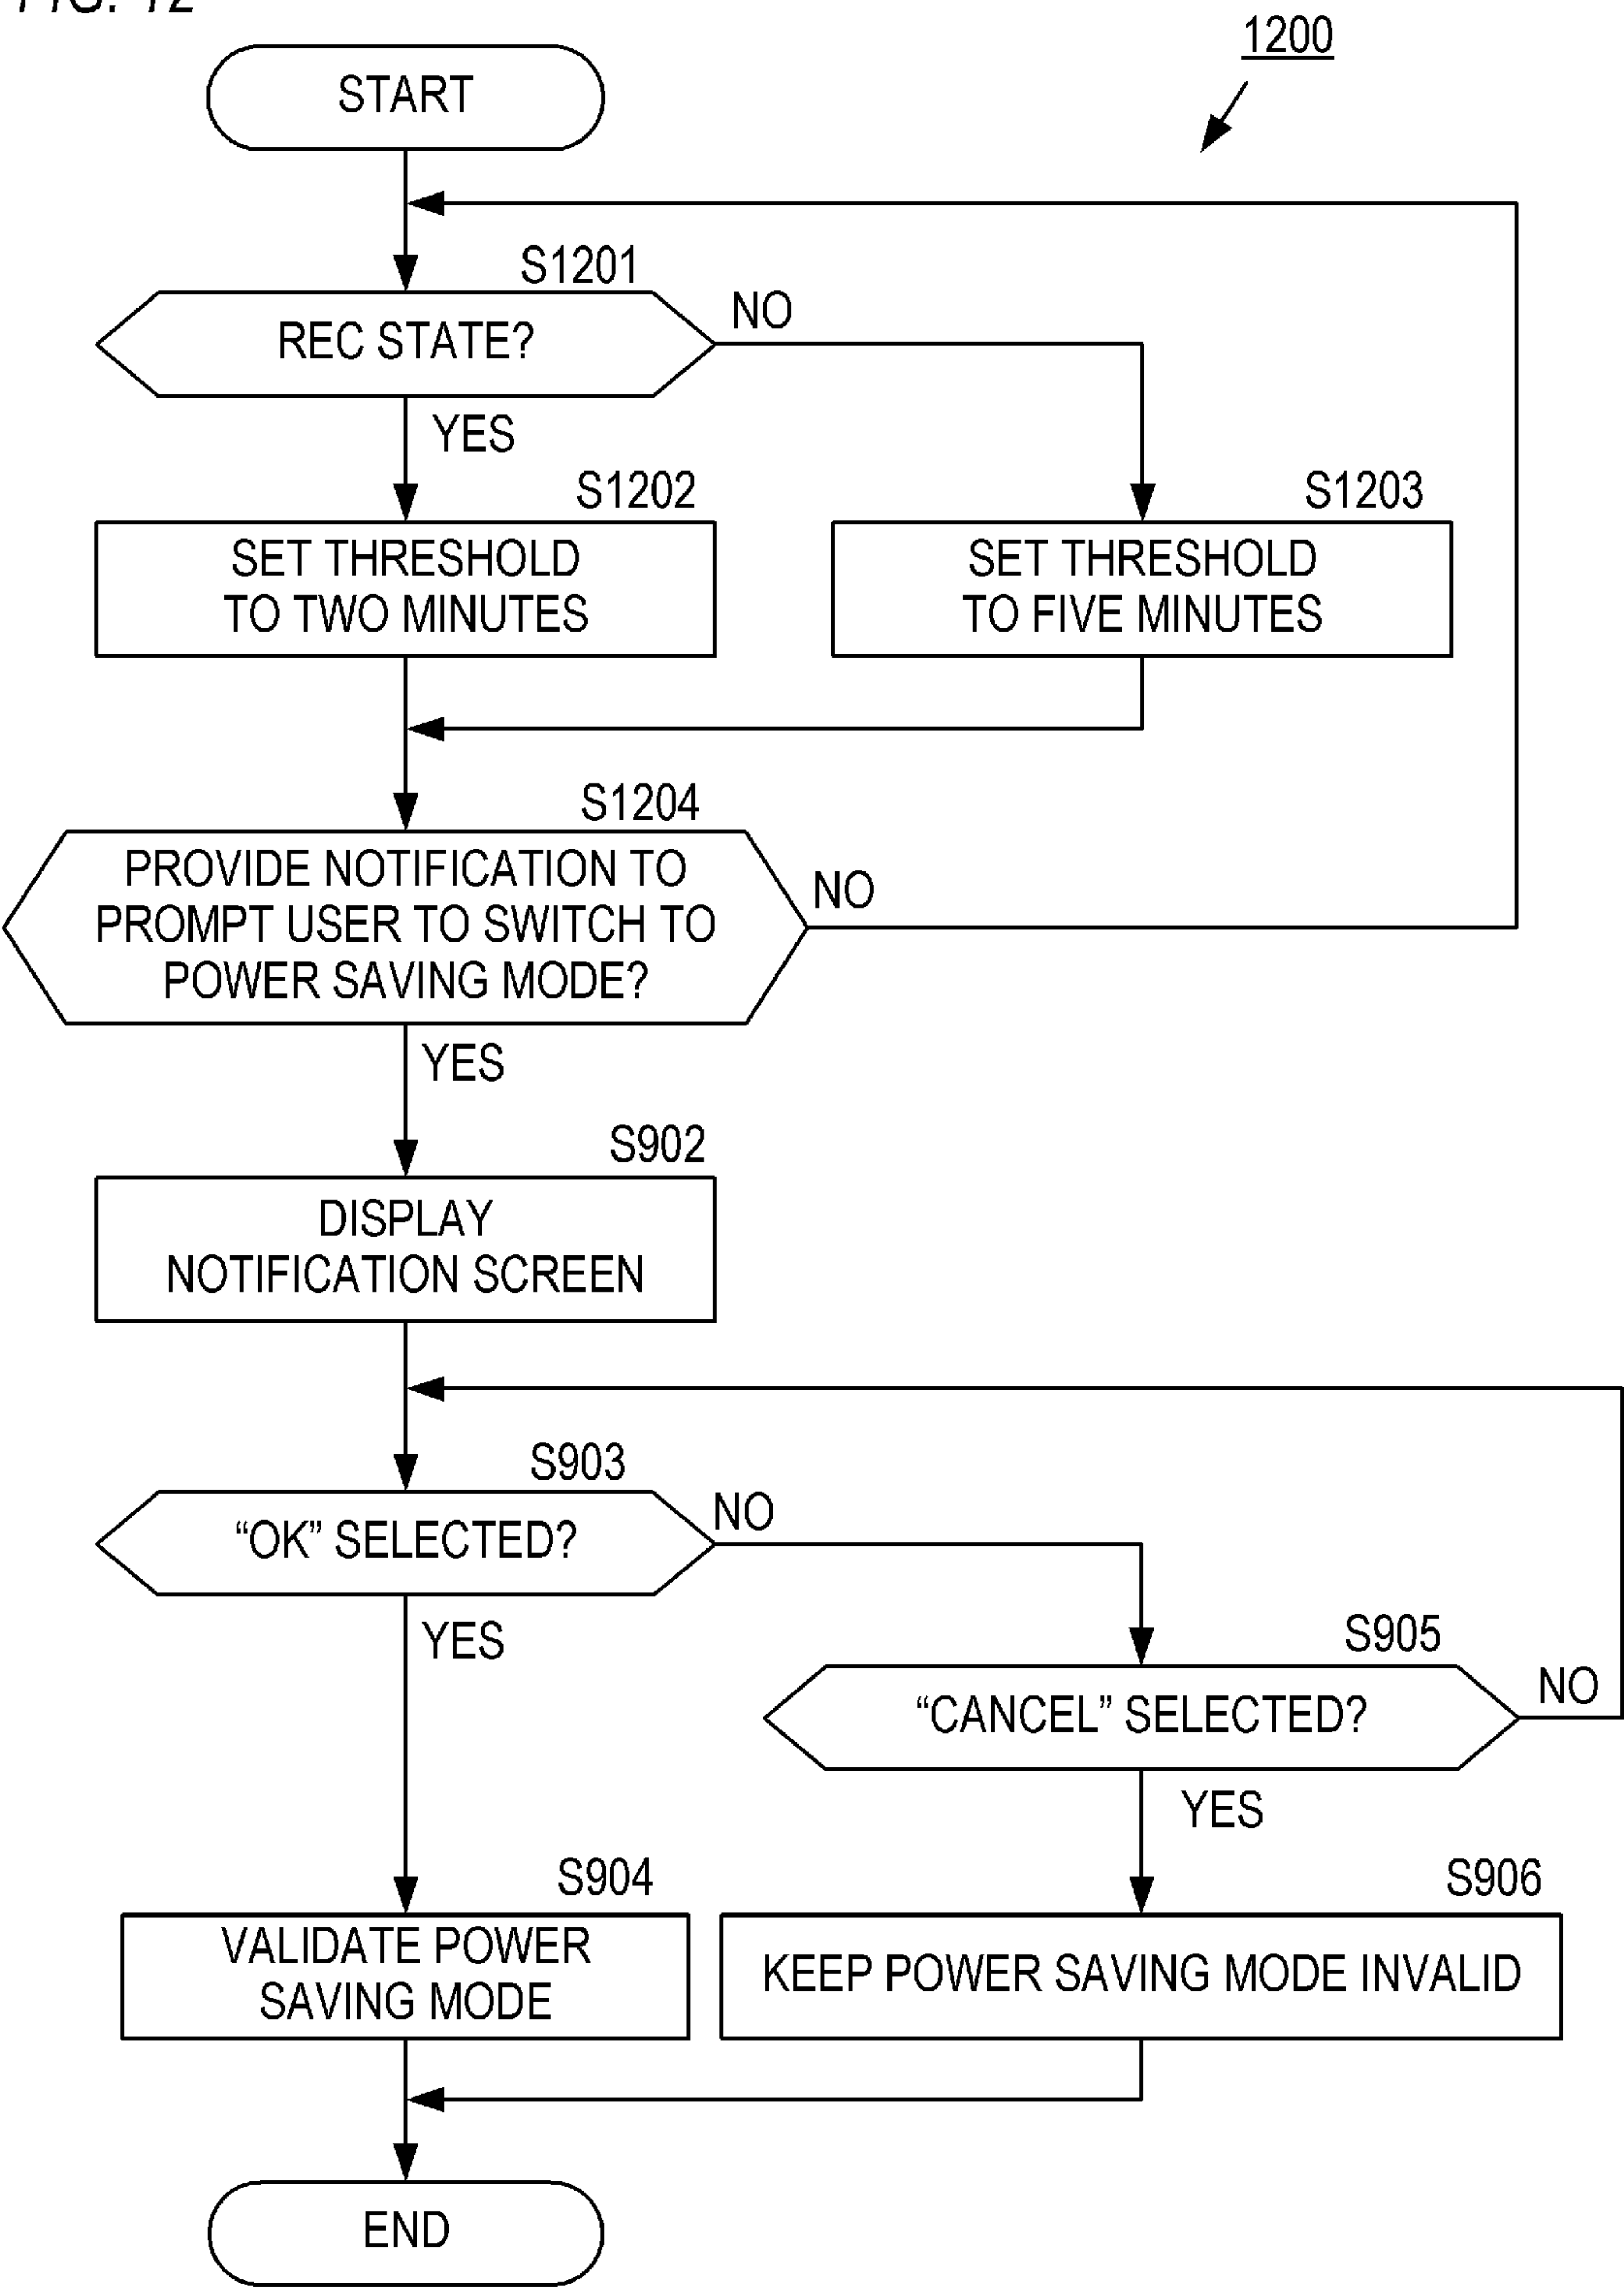 FIG. 12
1200
START
S1201
REC STATE?
NO
YES
S1202
SET THRESHOLD
TO TWO MINUTES
S1203
SET THRESHOLD
TO FIVE MINUTES
S1204
PROVIDE NOTIFICATION TO
PROMPT USER TO SWITCH TO
POWER SAVING MODE?
NO
YES
S902
DISPLAY
NOTIFICATION SCREEN
S903
“OK” SELECTED?
NO
YES
S905
“CANCEL” SELECTED?
NO
YES
S904
VALIDATE POWER
SAVING MODE
S906
KEEP POWER SAVING MODE INVALID
END